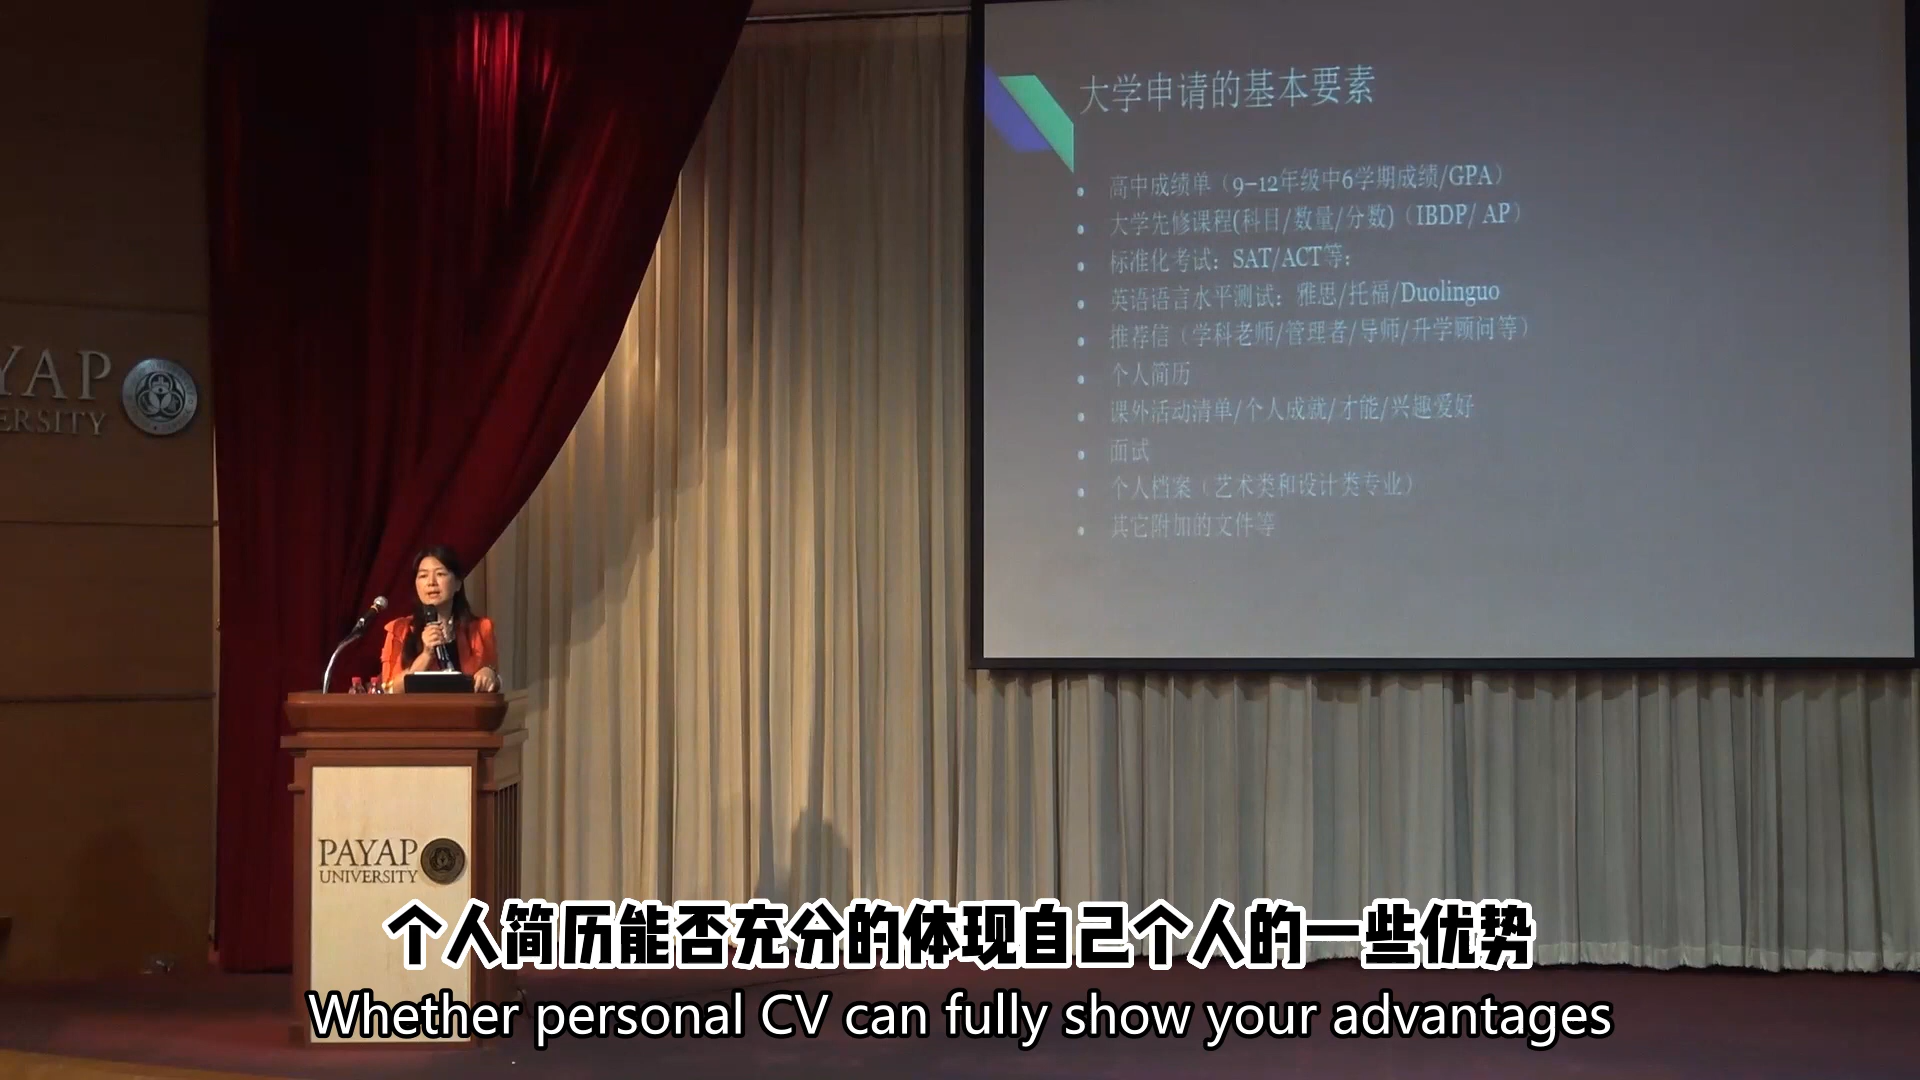 大学申请的基本要素
高中成绩单（9-12年级中6学期成绩/GPA）
大学先修课程(科目/数量/分数)（IBDP/ AP）
标准化考试：SAT/ACT等；
英语语言水平测试：雅思/托福/Duolinguo
推荐信（学科老师/管理者/导师/升学顾问等）
个人简历
课外活动清单/个人成就/才能/兴趣爱好
面试
个人档案（艺术类和设计类专业）
其它附加的文件等
YAP
ERSITY
PAYAP
UNIVERSITY
个人简历能否充分的体现自己个人的一些优势
Whether personal CV can fully show your advantages